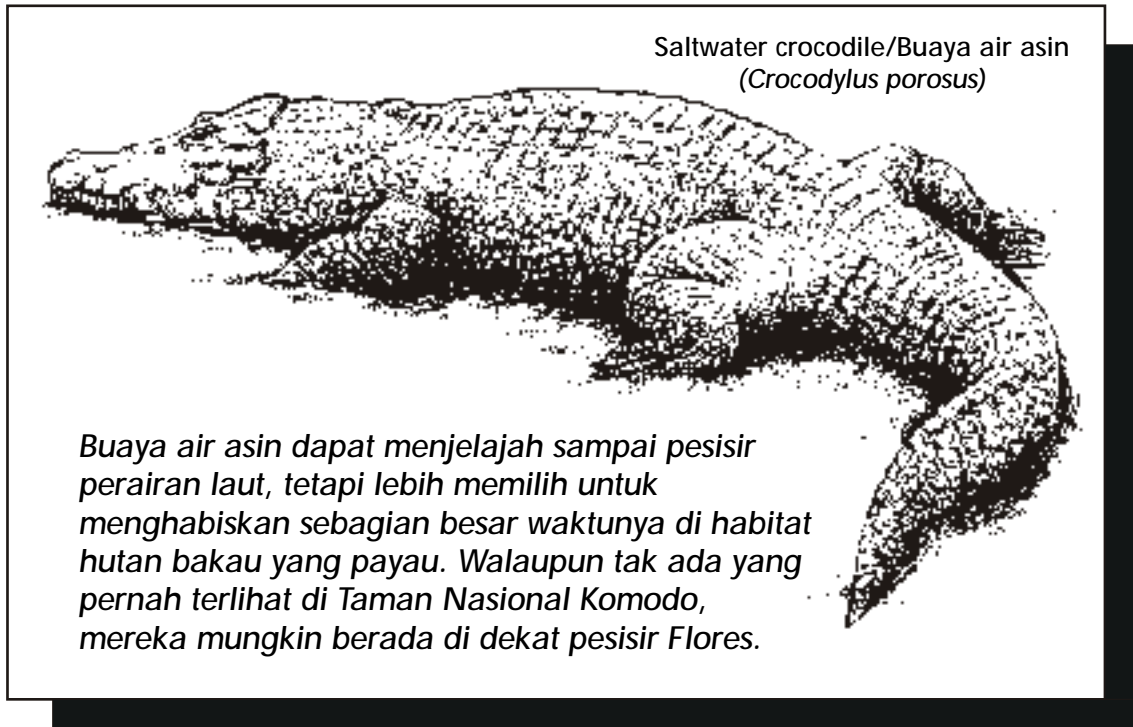 Saltwater crocodile/Buaya air asin
(Crocodylus porosus)
Buaya air asin dapat menjelajah sampai pesisir
perairan laut, tetapi lebih memilih untuk
menghabiskan sebagian besar waktunya di habitat
hutan bakau yang payau. Walaupun tak ada yang
pernah terlihat di Taman Nasional Komodo,
mereka mungkin berada di dekat pesisir Flores.